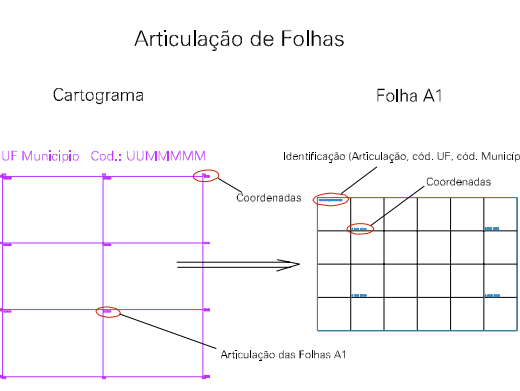 Articulação de Folhas
Cartograma
Folha A1
UF Municipio Cod.: UUMMMMM
Identificação (Articulação, cód. UF, cód. Municíp
Coordenadas
Coordenadas
Articulação das Folhas A1